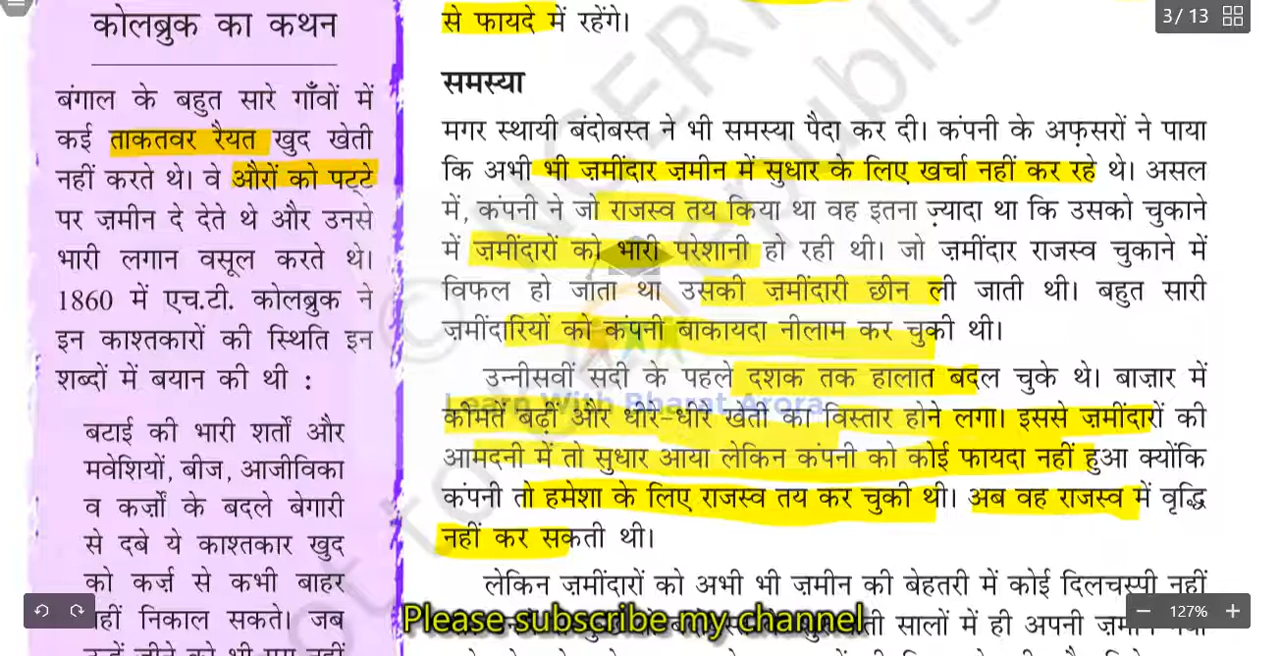 कोलब्रुक का कथन
बंगाल के बहुत सारे गाँवों में
कई ताकतवर रैयत खुद खेती
नहीं करते थे। वे औरों को पट्टे
पर ज़मीन दे देते थे और उनसे
भारी लगान वसूल करते थे।
1860 में एच.टी. कोलब्रुक ने
इन काश्तकारों की स्थिति इन
शब्दों में बयान की थी :
बटाई की भारी शर्तों और
मवेशियों, बीज, आजीविका
व कर्ज़ों के बदले बेगारी
से दबे ये काश्तकार खुद
को कर्ज़ से कभी बाहर
नहीं निकाल सकते। जब
से फायदे में रहेंगे।
समस्या
मगर स्थायी बंदोबस्त ने भी समस्या पैदा कर दी। कंपनी के अफ़सरों ने पाया
कि अभी भी ज़मींदार ज़मीन में सुधार के लिए खर्चा नहीं कर रहे थे। असल
में, कंपनी ने जो राजस्व तय किया था वह इतना ज़्यादा था कि उसको चुकाने
में ज़मींदारों को भारी परेशानी हो रही थी। जो ज़मींदार राजस्व चुकाने में
विफल हो जाता था उसकी ज़मींदारी छीन ली जाती थी। बहुत सारी
ज़मींदारियों को कंपनी बाकायदा नीलाम कर चुकी थी।
उन्नीसवीं सदी के पहले दशक तक हालात बदल चुके थे। बाज़ार में
कीमतें बढ़ीं और धीरे-धीरे खेती का विस्तार होने लगा। इससे ज़मींदारों की
आमदनी में तो सुधार आया लेकिन कंपनी को कोई फायदा नहीं हुआ क्योंकि
कंपनी तो हमेशा के लिए राजस्व तय कर चुकी थी। अब वह राजस्व में वृद्धि
नहीं कर सकती थी।
लेकिन ज़मींदारों को अभी भी ज़मीन की बेहतरी में कोई दिलचस्पी नहीं
ती सालों में ही अपनी
Learn With Bharat Arora
Please subscribe my channel
3/ 13
127%